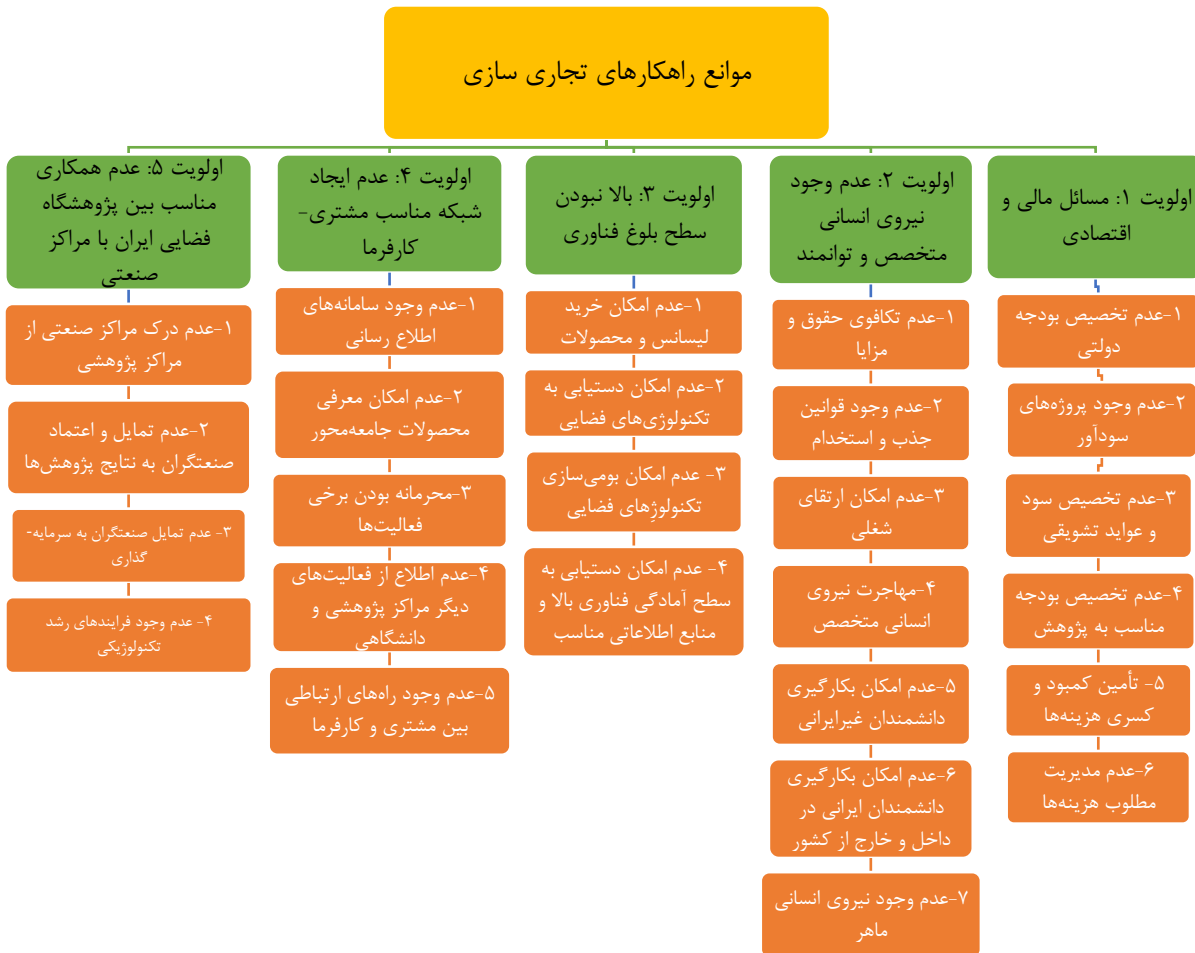 موانع راهکارهای تجاری سازی
اولویت ۱: مسائل مالی و
اقتصادی
۱-عدم تخصیص بودجه
دولتی
۲-عدم وجود پروژه‌های
سودآور
۳-عدم تخصیص سود
و عواید تشویقی
۴-عدم تخصیص بودجه
مناسب به پژوهش
۵- تأمین کمبود و
کسری هزینه‌ها
۶-عدم مدیریت
مطلوب هزینه‌ها
اولویت ۲: عدم وجود
نیروی انسانی
متخصص و توانمند
۱-عدم تکافوی حقوق و
مزایا
۲-عدم وجود قوانین
جذب و استخدام
۳-عدم امکان ارتقای
شغلی
۴-مهاجرت نیروی
انسانی متخصص
۵-عدم امکان بکارگیری
دانشمندان غیرایرانی
۶-عدم امکان بکارگیری
دانشمندان ایرانی در
داخل و خارج از کشور
۷-عدم وجود نیروی انسانی
ماهر
اولویت ۳: بالا نبودن
سطح بلوغ فناوری
۱-عدم امکان خرید
لیسانس و محصولات
۲-عدم امکان دستیابی به
تکنولوژی‌های فضایی
۳- عدم امکان بومی‌سازی
تکنولوژِهای فضایی
۴- عدم امکان دستیابی به
سطح آمادگی فناوری بالا و
منابع اطلاعاتی مناسب
اولویت ۴: عدم ایجاد
شبکه مناسب مشتری-
کارفرما
۱-عدم وجود سامانه‌های
اطلاع رسانی
۲-عدم امکان معرفی
محصولات جامعه‌محور
۳-محرمانه بودن برخی
فعالیت‌ها
۴-عدم اطلاع از فعالیت‌های
دیگر مراکز پژوهشی و
دانشگاهی
۵-عدم وجود راه‌های ارتباطی
بین مشتری و کارفرما
اولویت ۵: عدم همکاری
مناسب بین پژوهشگاه
فضایی ایران با مراکز
صنعتی
۱-عدم درک مراکز صنعتی از
مراکز پژوهشی
۲-عدم تمایل و اعتماد
صنعتگران به نتایج پژوهش‌ها
۳- عدم تمایل صنعتگران به سرمایه-
گذاری
۴- عدم وجود فرایندهای رشد
تکنولوژیکی